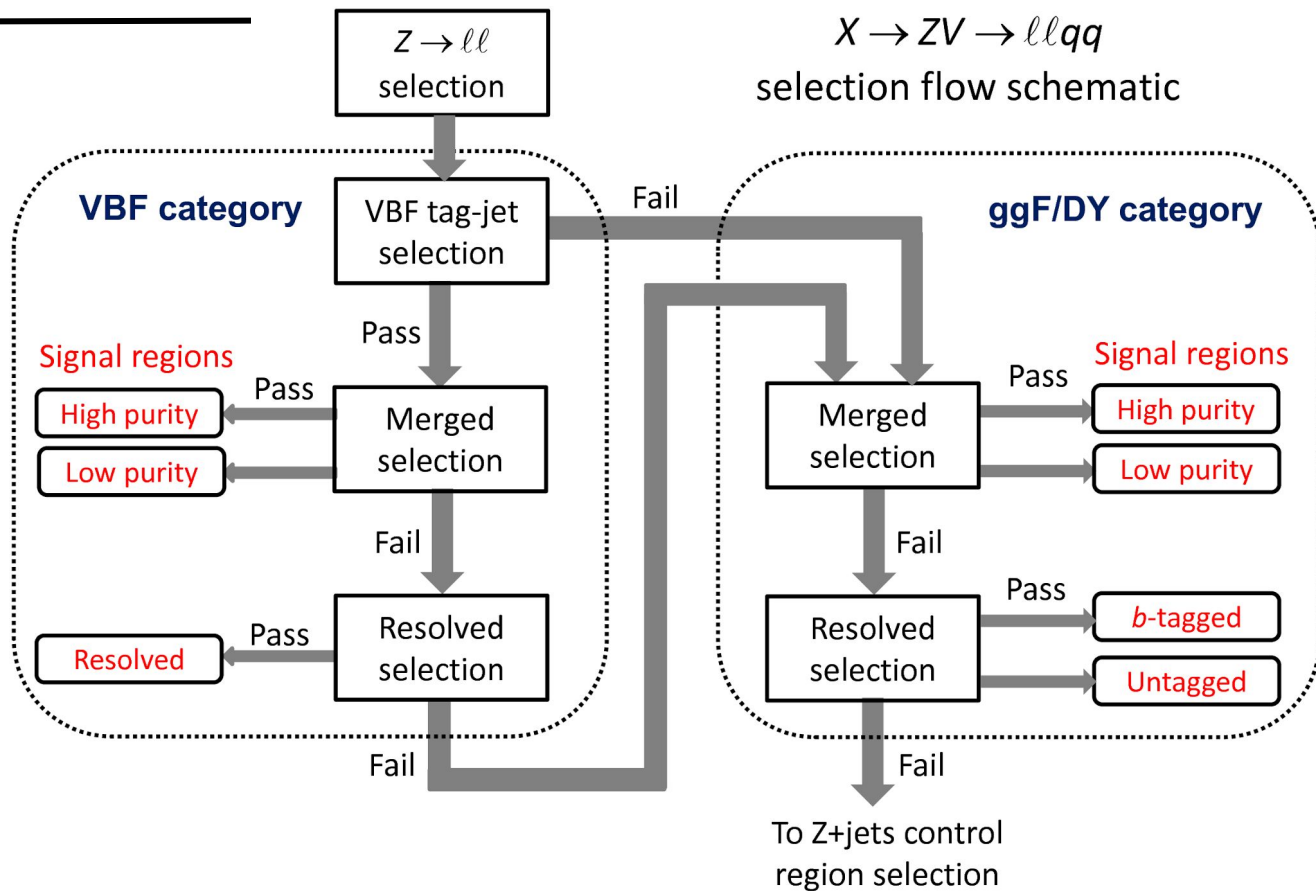 Z → ℓℓ
selection
X → ZV → ℓℓqq
selection flow schematic
VBF category
VBF tag-jet
selection
Fail
ggF/DY category
Pass
Signal regions
Pass
High purity
Low purity
Merged
selection
Fail
Pass
Resolved
Resolved
selection
Fail
Merged
selection
Pass
Signal regions
High purity
Low purity
Fail
Resolved
selection
Pass
b-tagged
Untagged
Fail
To Z+jets control
region selection